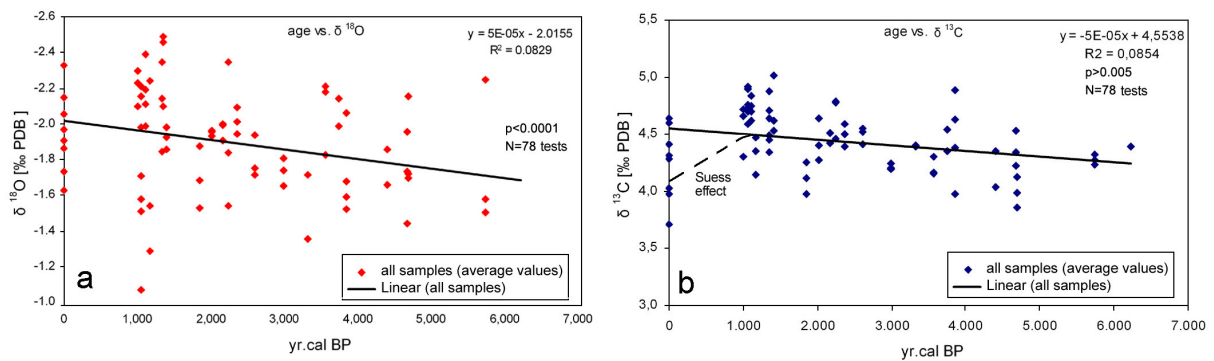 age vs. δ 18O
y = 5E-05x - 2.0155
R2 = 0.0829
p<0.0001
N=78 tests
δ 18O [‰ PDB ]
-2.6
-2.4
-2.2
-2.0
-1.8
-1.6
-1.4
-1.2
-1.0
a
all samples (average values)
Linear (all samples)
0
1,000
2,000
3,000
4,000
5,000
6,000
7.000
yr.cal BP
age vs. δ 13C
y = -5E-05x + 4,5538
R2 = 0,0854
p>0.005
N=78 tests
δ 13C [‰ PDB ]
5,5
5,0
4.5
4.0
3,5
3,0
Suess
effect
b
all samples (average values)
Linear (all samples)
0
1.000
2.000
3.000
4.000
5.000
6.000
7.000
yr.cal BP